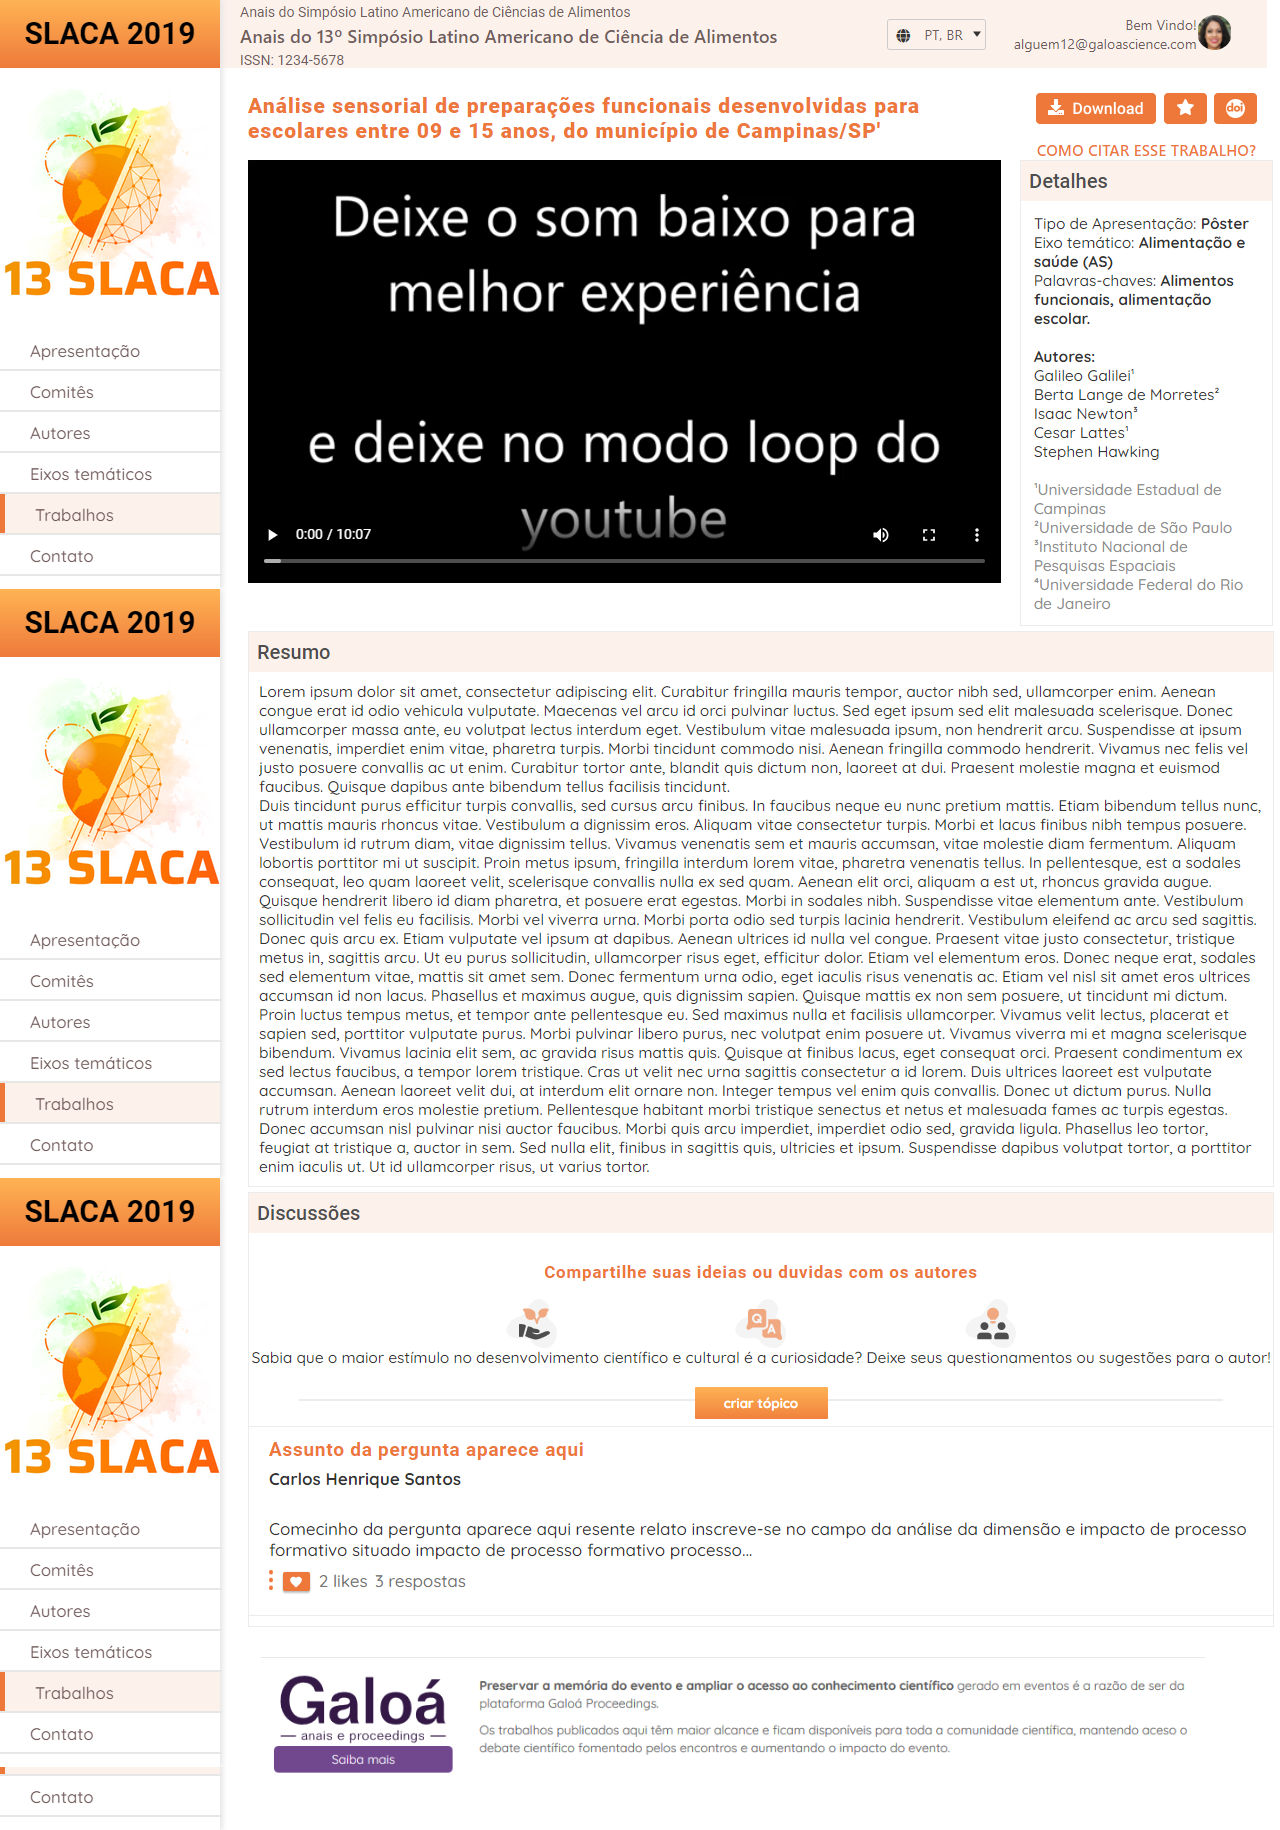 SLACA 2019
Anais do Simpósio Latino Americano de Ciências de Alimentos
Anais do 13º Simpósio Latino Americano de Ciência de Alimentos
ISSN: 1234-5678
PT, BR
Bem Vindo!
alguem12@galoascience.com
13 SLACA
Apresentação
Comitês
Autores
Eixos temáticos
Trabalhos
Contato
SLACA 2019
13 SLACA
Apresentação
Comitês
Autores
Eixos temáticos
Trabalhos
Contato
SLACA 2019
13 SLACA
Apresentação
Comitês
Autores
Eixos temáticos
Trabalhos
Contato
Contato
Análise sensorial de preparações funcionais desenvolvidas para
escolares entre 09 e 15 anos, do município de Campinas/SP'
Download
doi
COMO CITAR ESSE TRABALHO?
Deixe o som baixo para
melhor experiência
e deixe no modo loop do
youtube
0:00 / 10:07
Detalhes
Tipo de Apresentação: Pôster
Eixo temático: Alimentação e
saúde (AS)
Palavras-chaves: Alimentos
funcionais, alimentação
escolar.
Autores:
Galileo Galilei¹
Berta Lange de Morretes²
Isaac Newton³
Cesar Lattes¹
Stephen Hawking
¹Universidade Estadual de
Campinas
²Universidade de São Paulo
³Instituto Nacional de
Pesquisas Espaciais
⁴Universidade Federal do Rio
de Janeiro
Resumo
Lorem ipsum dolor sit amet, consectetur adipiscing elit. Curabitur fringilla mauris tempor, auctor nibh sed, ullamcorper enim. Aenean
congue erat id odio vehicula vulputate. Maecenas vel arcu id orci pulvinar luctus. Sed eget ipsum sed elit malesuada scelerisque. Donec
ullamcorper massa ante, eu volutpat lectus interdum eget. Vestibulum vitae malesuada ipsum, non hendrerit arcu. Suspendisse at ipsum
venenatis, imperdiet enim vitae, pharetra turpis. Morbi tincidunt commodo nisi. Aenean fringilla commodo hendrerit. Vivamus nec felis vel
justo posuere convallis ac ut enim. Curabitur tortor ante, blandit quis dictum non, laoreet at dui. Praesent molestie magna et euismod
faucibus. Quisque dapibus ante bibendum tellus facilisis tincidunt.
Duis tincidunt purus efficitur turpis convallis, sed cursus arcu finibus. In faucibus neque eu nunc pretium mattis. Etiam bibendum tellus nunc,
ut mattis mauris rhoncus vitae. Vestibulum a dignissim eros. Aliquam vitae consectetur turpis. Morbi et lacus finibus nibh tempus posuere.
Vestibulum id rutrum diam, vitae dignissim tellus. Vivamus venenatis sem et mauris accumsan, vitae molestie diam fermentum. Aliquam
lobortis porttitor mi ut suscipit. Proin metus ipsum, fringilla interdum lorem vitae, pharetra venenatis tellus. In pellentesque, est a sodales
consequat, leo quam laoreet velit, scelerisque convallis nulla ex sed quam. Aenean elit orci, aliquam a est ut, rhoncus gravida augue.
Quisque hendrerit libero id diam pharetra, et posuere erat egestas. Morbi in sodales nibh. Suspendisse vitae elementum ante. Vestibulum
sollicitudin vel felis eu facilisis. Morbi vel viverra urna. Morbi porta odio sed turpis lacinia hendrerit. Vestibulum eleifend ac arcu sed sagittis.
Donec quis arcu ex. Etiam vulputate vel ipsum at dapibus. Aenean ultrices id nulla vel congue. Praesent vitae justo consectetur, tristique
metus in, sagittis arcu. Ut eu purus sollicitudin, ullamcorper risus eget, efficitur dolor. Etiam vel elementum eros. Donec neque erat, sodales
sed elementum vitae, mattis sit amet sem. Donec fermentum urna odio, eget iaculis risus venenatis ac. Etiam vel nisl sit amet eros ultrices
accumsan id non lacus. Phasellus et maximus augue, quis dignissim sapien. Quisque mattis ex non sem posuere, ut tincidunt mi dictum.
Proin luctus tempus metus, et tempor ante pellentesque eu. Sed maximus nulla et facilisis ullamcorper. Vivamus velit lectus, placerat et
sapien sed, porttitor vulputate purus. Morbi pulvinar libero purus, nec volutpat enim posuere ut. Vivamus viverra mi et magna scelerisque
bibendum. Vivamus lacinia elit sem, ac gravida risus mattis quis. Quisque at finibus lacus, eget consequat orci. Praesent condimentum ex
sed lectus faucibus, a tempor lorem tristique. Cras ut velit nec urna sagittis consectetur a id lorem. Duis ultrices laoreet est vulputate
accumsan. Aenean laoreet velit dui, at interdum elit ornare non. Integer tempus vel enim quis convallis. Donec ut dictum purus. Nulla
rutrum interdum eros molestie pretium. Pellentesque habitant morbi tristique senectus et netus et malesuada fames ac turpis egestas.
Donec accumsan nisl pulvinar nisi auctor faucibus. Morbi quis arcu imperdiet, imperdiet odio sed, gravida ligula. Phasellus leo tortor,
feugiat at tristique a, auctor in sem. Sed nulla elit, finibus in sagittis quis, ultricies et ipsum. Suspendisse dapibus volutpat tortor, a porttitor
enim iaculis ut. Ut id ullamcorper risus, ut varius tortor.
Discussões
Compartilhe suas ideias ou duvidas com os autores
Q A
Sabia que o maior estímulo no desenvolvimento científico e cultural é a curiosidade? Deixe seus questionamentos ou sugestões para o autor!
criar tópico
Assunto da pergunta aparece aqui
Carlos Henrique Santos
Comecinho da pergunta aparece aqui resente relato inscreve-se no campo da análise da dimensão e impacto de processo
formativo situado impacto de processo formativo processo...
2 likes 3 respostas
Galoá
anais e proceedings
Saiba mais
Preservar a memória do evento e ampliar o acesso ao conhecimento científico gerado em eventos é a razão de ser da
plataforma Galoá Proceedings.
Os trabalhos publicados aqui têm maior alcance e ficam disponíveis para toda a comunidade científica, mantendo aceso o
debate científico fomentado pelos encontros e aumentando o impacto do evento.